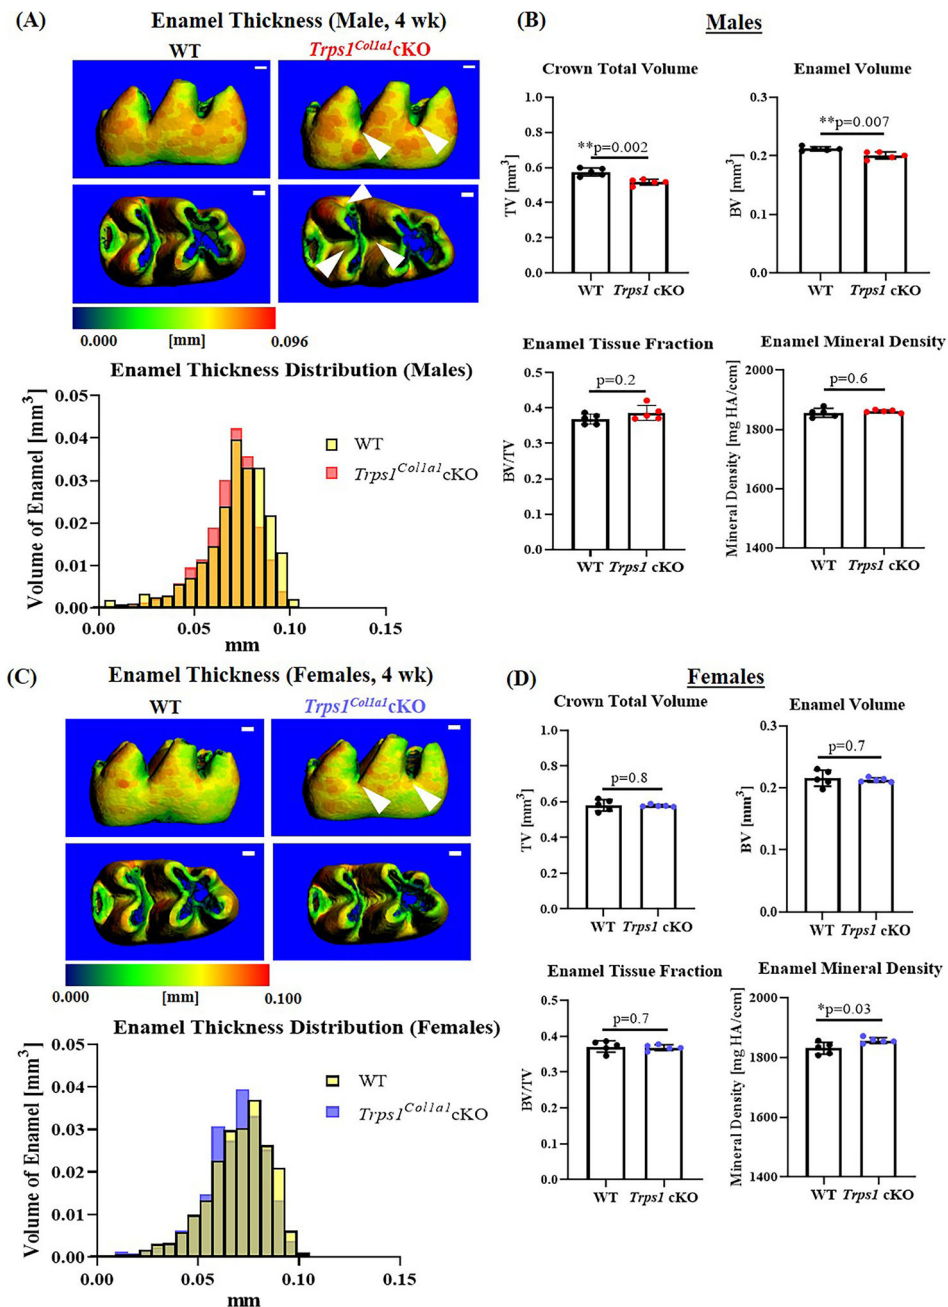 (A)
Enamel Thickness (Male, 4 wk)
WT
Trps1^Col1a1cKO
0.000
[mm]
0.096
Enamel Thickness Distribution (Males)
Volume of Enamel [mm³]
0.05
0.04
0.03
0.02
0.01
0.00
0.00
0.05
0.10
0.15
mm
WT
Trps1^Col1a1cKO
(B)
Males
Crown Total Volume
TV [mm³]
1.0
0.8
0.6
0.4
0.2
0.0
**p=0.002
WT
Trps1 cKO
Enamel Volume
BV [mm³]
0.3
0.2
0.1
0.0
**p=0.007
WT
Trps1 cKO
Enamel Tissue Fraction
BV/TV
0.5
0.4
0.3
0.2
0.1
0.0
p=0.2
WT
Trps1 cKO
Enamel Mineral Density
Mineral Density [mg HA/ccm]
2000
1800
1600
1400
p=0.6
WT
Trps1 cKO
(C)
Enamel Thickness (Females, 4 wk)
WT
Trps1^Col1a1cKO
0.000
[mm]
0.100
Enamel Thickness Distribution (Females)
Volume of Enamel [mm³]
0.05
0.04
0.03
0.02
0.01
0.00
0.00
0.05
0.10
0.15
mm
WT
Trps1^Col1a1cKO
(D)
Females
Crown Total Volume
TV [mm³]
1.0
0.8
0.6
0.4
0.2
0.0
p=0.8
WT
Trps1 cKO
Enamel Volume
BV [mm³]
0.3
0.2
0.1
0.0
p=0.7
WT
Trps1 cKO
Enamel Tissue Fraction
BV/TV
0.5
0.4
0.3
0.2
0.1
0.0
p=0.7
WT
Trps1 cKO
Enamel Mineral Density
Mineral Density [mg HA/ccm]
2000
1800
1600
1400
*p=0.03
WT
Trps1 cKO